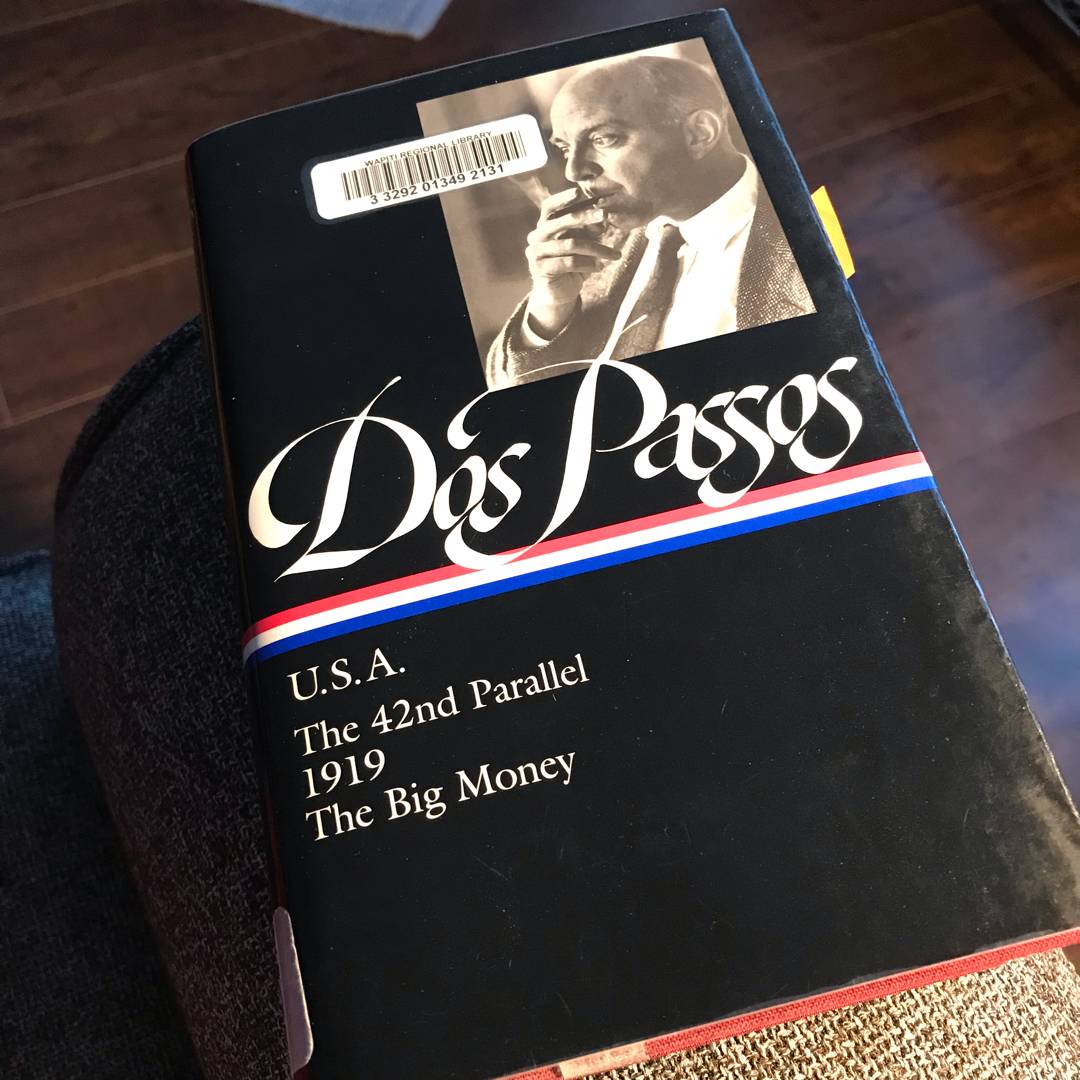 WAPITI REGIONAL LIBRARY
3 3292 01349 2131
Dos Passos
U.S.A.
The 42nd Parallel
1919
The Big Money